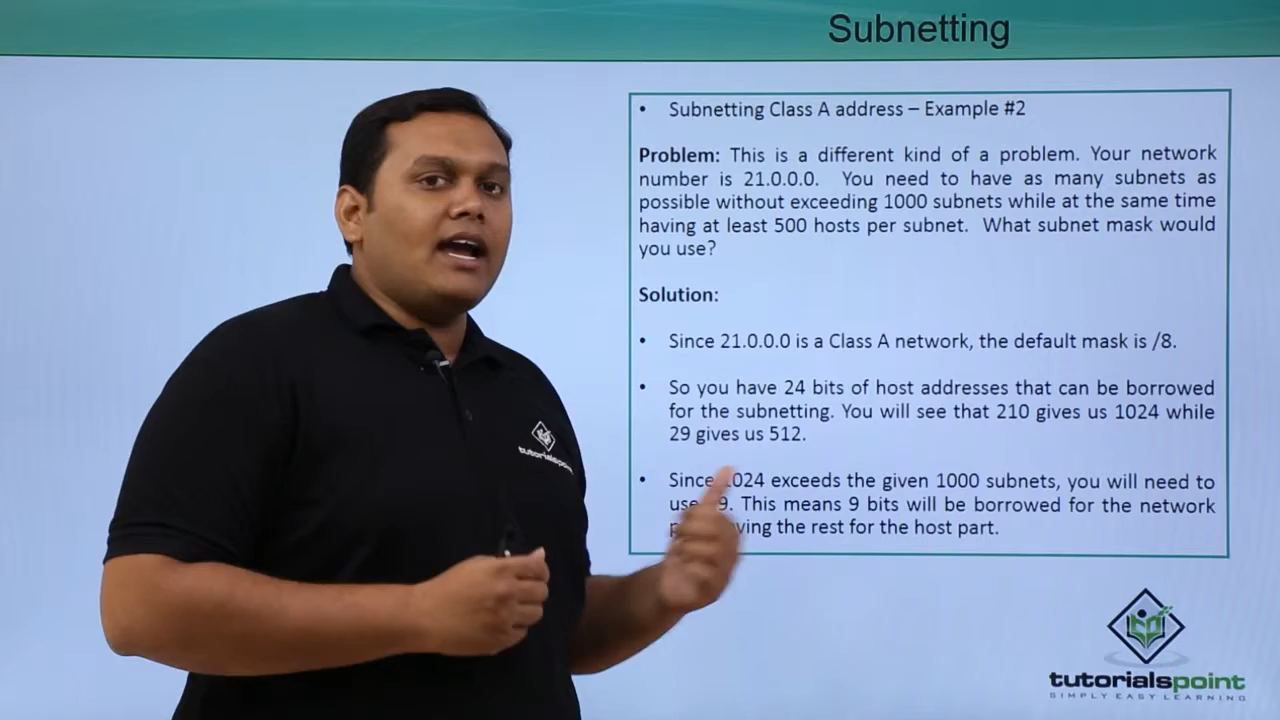 Subnetting
• Subnetting Class A address – Example #2
Problem: This is a different kind of a problem. Your network
number is 21.0.0.0. You need to have as many subnets as
possible without exceeding 1000 subnets while at the same time
having at least 500 hosts per subnet. What subnet mask would
you use?
Solution:
• Since 21.0.0.0 is a Class A network, the default mask is /8.
• So you have 24 bits of host addresses that can be borrowed
for the subnetting. You will see that 210 gives us 1024 while
29 gives us 512.
• Since 1024 exceeds the given 1000 subnets, you will need to
use 9. This means 9 bits will be borrowed for the network
the rest for the host part.
tutorialspoint
tutorialspoint
SIMPLY EASY LEARNING